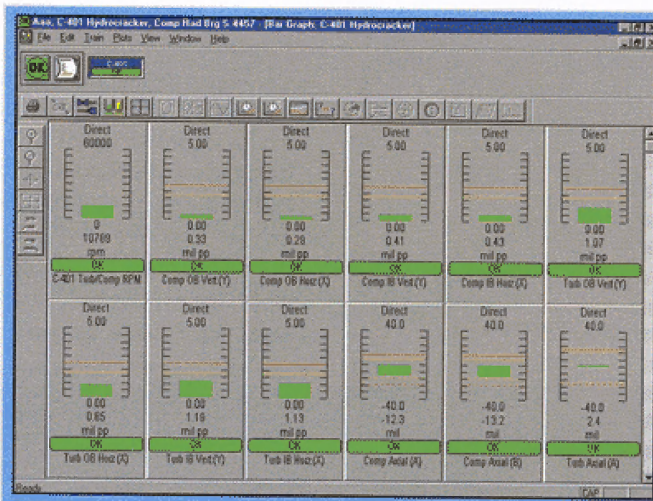 Asa, C-401 Hydrocracker, Comp Rad Brg S 4457 - [Bar Graph, C-401 Hydrocracker]
File Edit Train Plots View Window Help
OK
C-401
OK
Direct Direct Direct Direct Direct Direct
60000 5.00 5.00 5.00 5.00 5.00
0 0.00 0.00 0.00 0.00 0.00
10769 0.33 0.28 0.41 0.43 1.07
rpm mil pp mil pp mil pp mil pp mil pp
OK OK OK OK OK OK
C-401 Turb/Comp RPM Comp OB Vert.(Y) Comp OB Horz (X) Comp IB Vert (Y) Comp IB Horz (X) Turb OB Vert.(Y)
Direct Direct Direct Direct Direct Direct
5.00 5.00 5.00 40.0 40.0 40.0
0.00 0.00 0.00 -40.0 -40.0 -40.0
0.85 1.16 1.13 -12.3 -13.2 2.4
mil pp mil pp mil pp mil mil mil
OK OK OK OK OK OK
Turb OB Horz (X) Turb IB Vert (Y) Turb IB Horz (X) Comp Axial (A) Comp Axial (B) Turb Axial (A)
Ready CAP